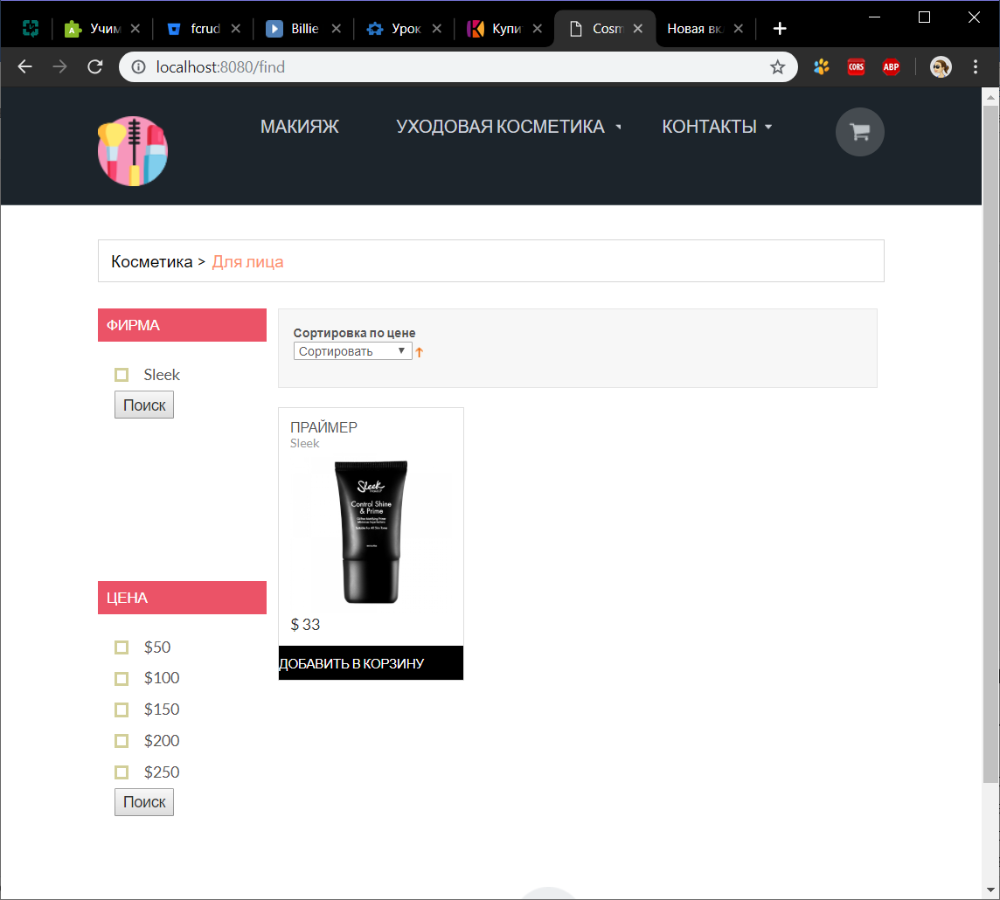 Учим
fcrud
Billie
Урок
Купи
Cosm
Новая вк
localhost:8080/find
CORS
ABP
МАКИЯЖ
УХОДОВАЯ КОСМЕТИКА
КОНТАКТЫ
Косметика > Для лица
ФИРМА
Sleek
Поиск
Сортировка по цене
Сортировать
ПРАЙМЕР
Sleek
Sleek
Control Shine
& Prime
$ 33
ДОБАВИТЬ В КОРЗИНУ
ЦЕНА
$50
$100
$150
$200
$250
Поиск